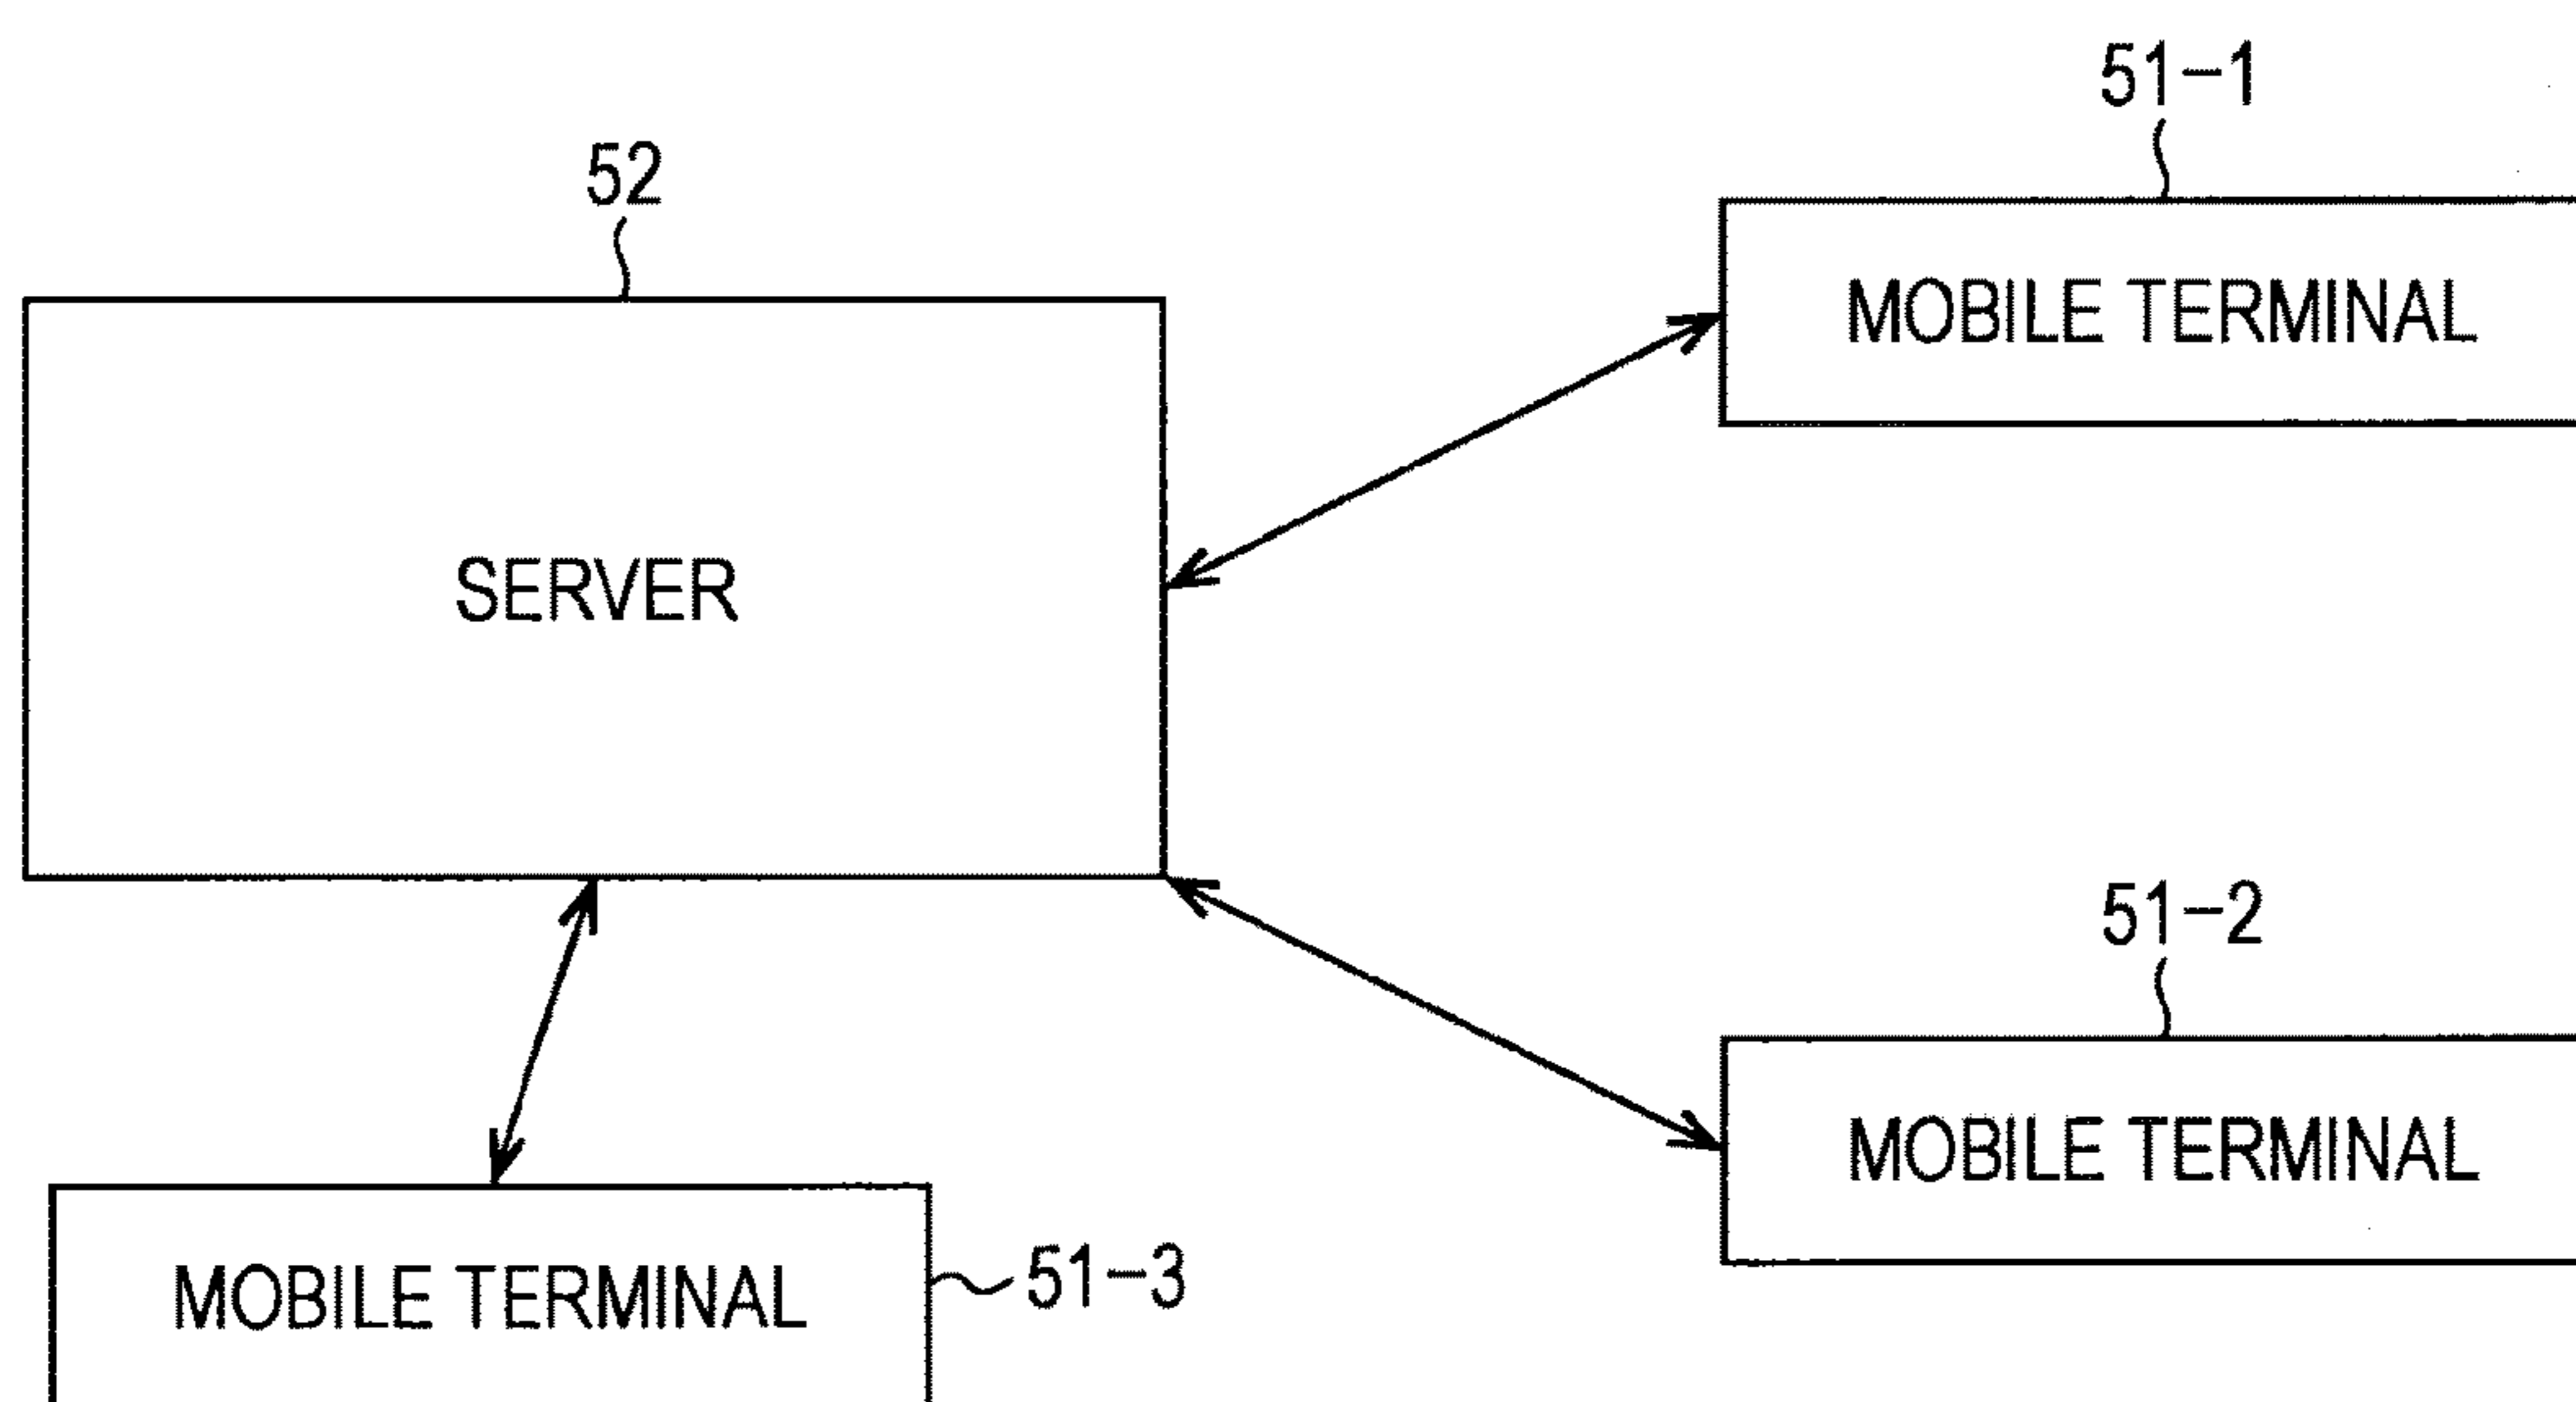 51-1
52
MOBILE TERMINAL
SERVER
51-2
MOBILE TERMINAL
51-3
MOBILE TERMINAL